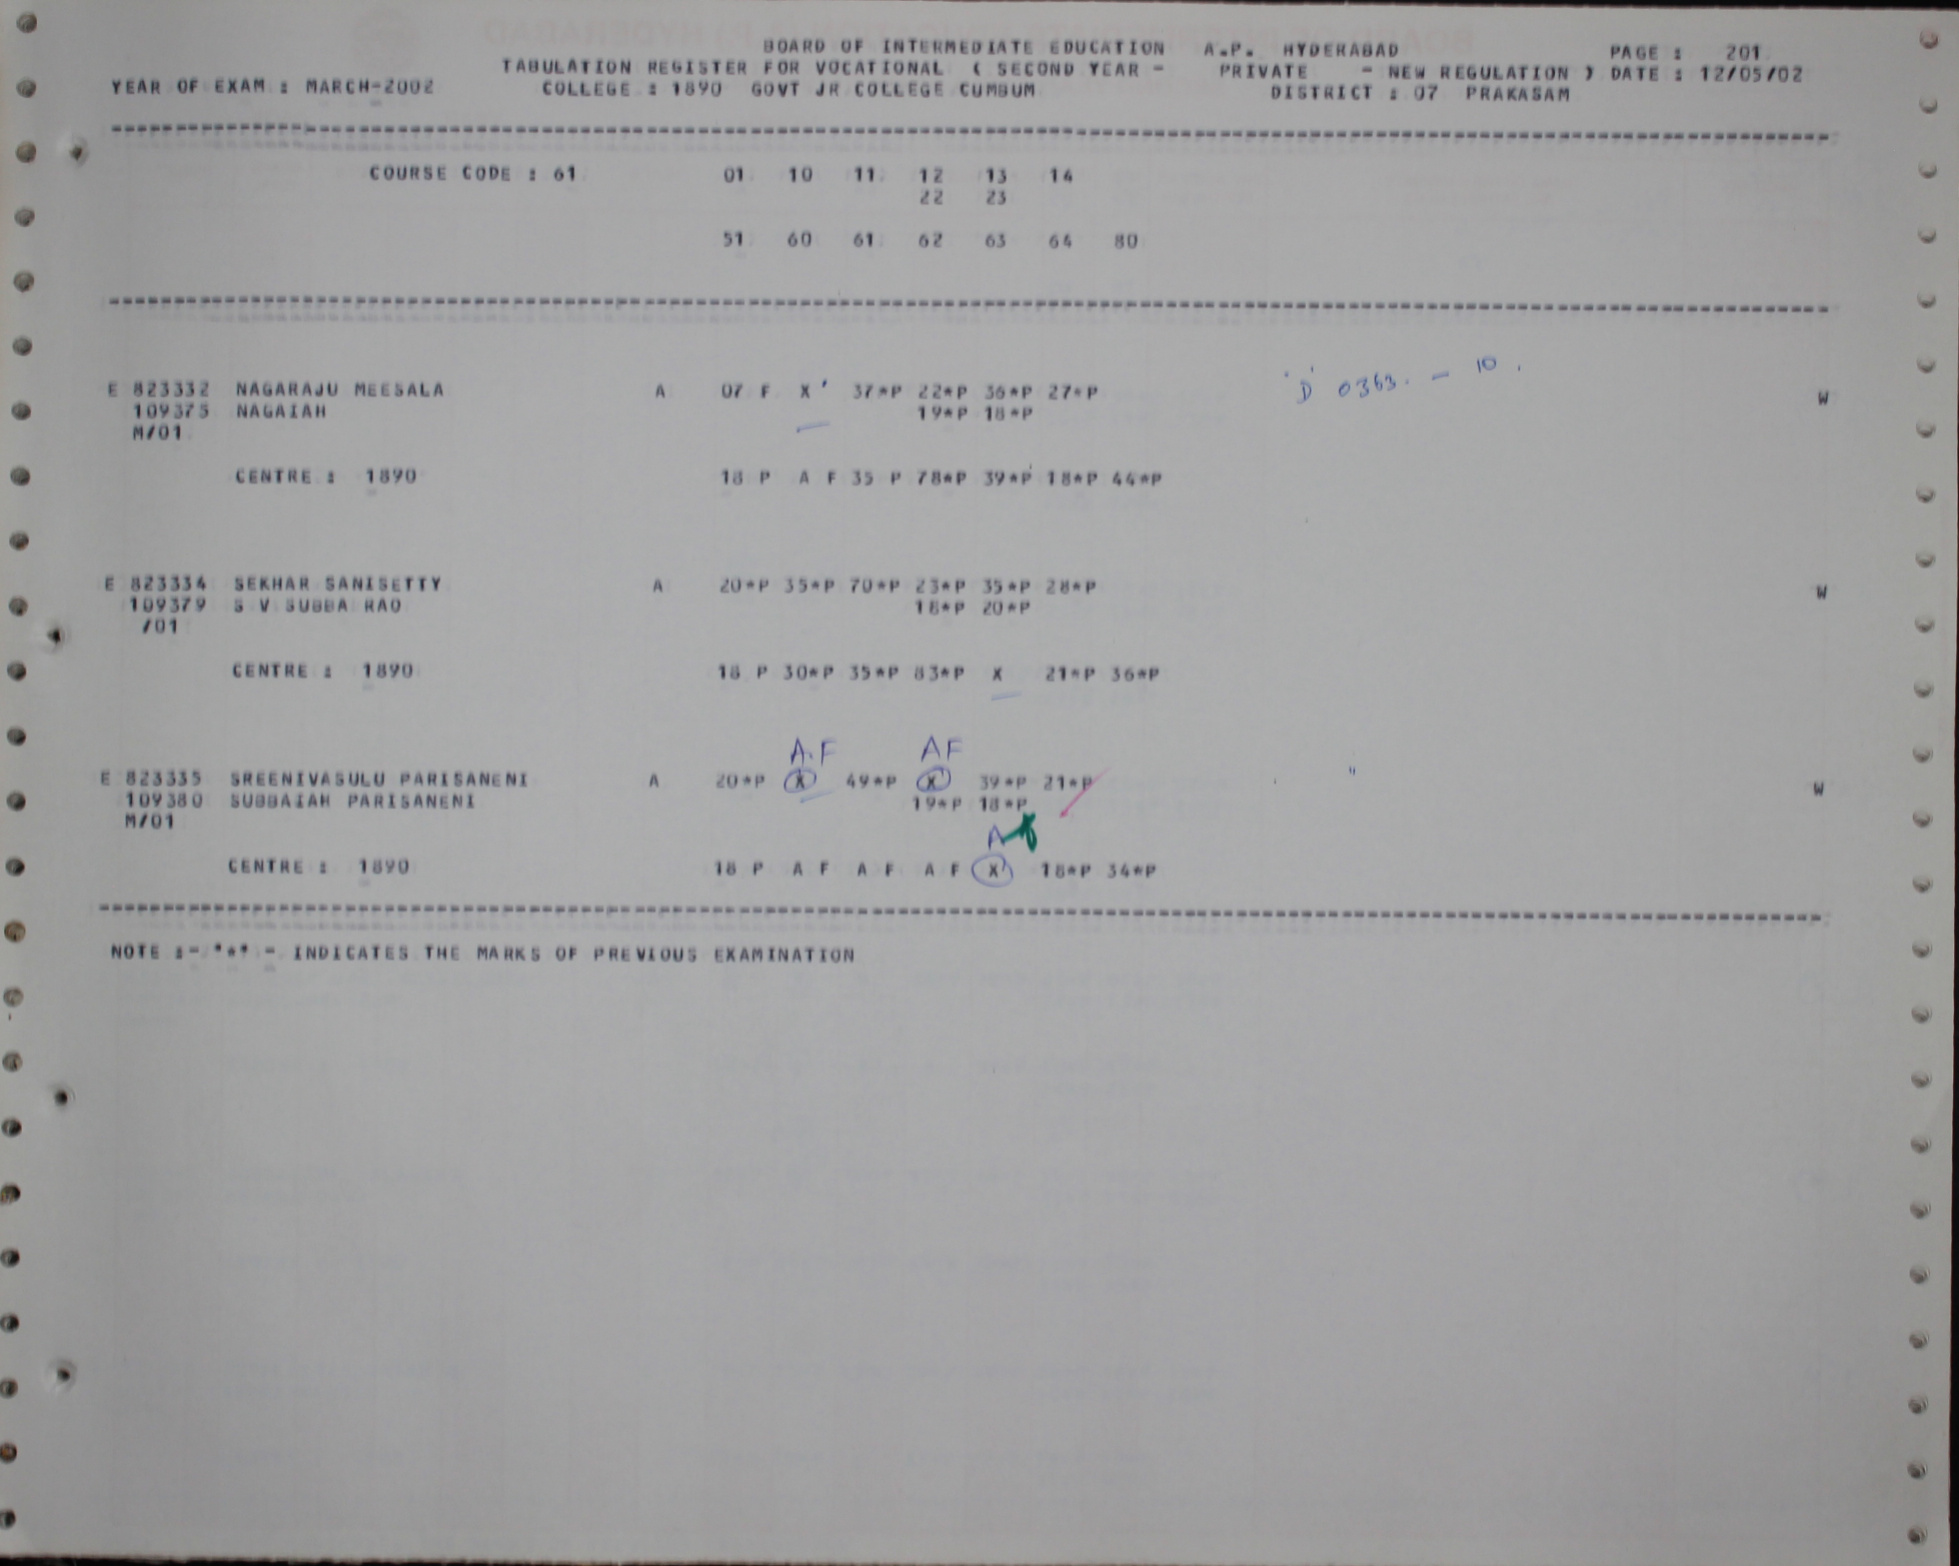 BOARD OF INTERMEDIATE EDUCATION A.P. HYDERABAD PAGE : 201
TABULATION REGISTER FOR VOCATIONAL ( SECOND YEAR - PRIVATE - NEW REGULATION ) DATE : 12/05/02
YEAR OF EXAM : MARCH-2002 COLLEGE : 1890 GOVT JR COLLEGE CUMBUM DISTRICT : 07 PRAKASAM
COURSE CODE : 61 01 10 11 12 13 14
22 23
51 60 61 62 63 64 80
'D' 0363. - 10.
E 823332 NAGARAJU MEESALA A 07 F X ' 37*P 22*P 36*P 27*P W
109375 NAGAIAH 19*P 18*P
M/01
CENTRE : 1890 18 P A F 35 P 78*P 39*P 18*P 44*P
E 823334 SEKHAR SANISETTY A 20*P 35*P 70*P 23*P 35*P 28*P W
109379 S V SUBBA RAO 18*P 20*P
/01
CENTRE : 1890 18 P 30*P 35*P 83*P X 21*P 36*P
A.F AF
E 823335 SREENIVASULU PARISANENI A 20*P X 49*P X 39*P 21*P " W
109380 SUBBAIAH PARISANENI 19*P 18*P
M/01
A
CENTRE : 1890 18 P A F A F A F X 18*P 34*P
NOTE :- "*" - INDICATES THE MARKS OF PREVIOUS EXAMINATION